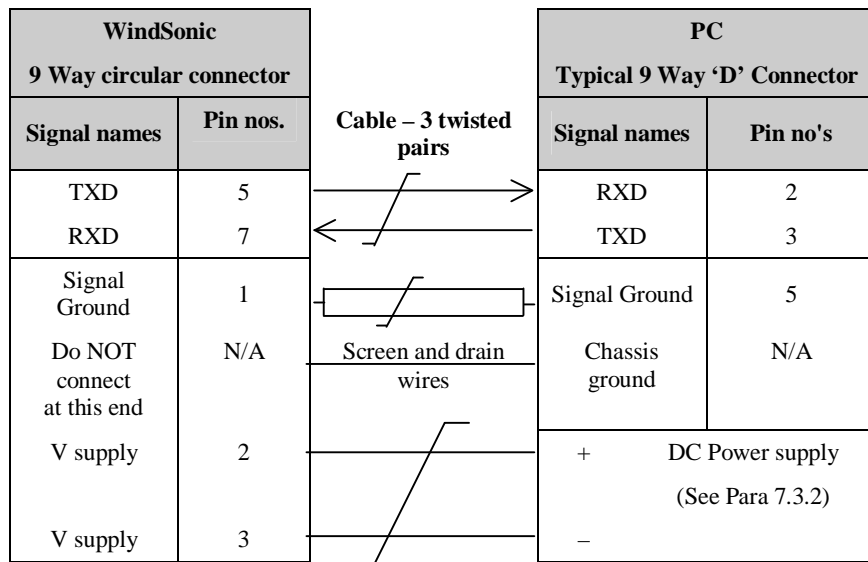 WindSonic
9 Way circular connector
PC
Typical 9 Way ‘D’ Connector
Signal names
Pin nos.
Cable – 3 twisted
pairs
Signal names
Pin no's
TXD
5
RXD
2
RXD
7
TXD
3
Signal
Ground
1
Signal Ground
5
Do NOT
connect
at this end
N/A
Screen and drain
wires
Chassis
ground
N/A
V supply
2
+ DC Power supply
(See Para 7.3.2)
V supply
3
–